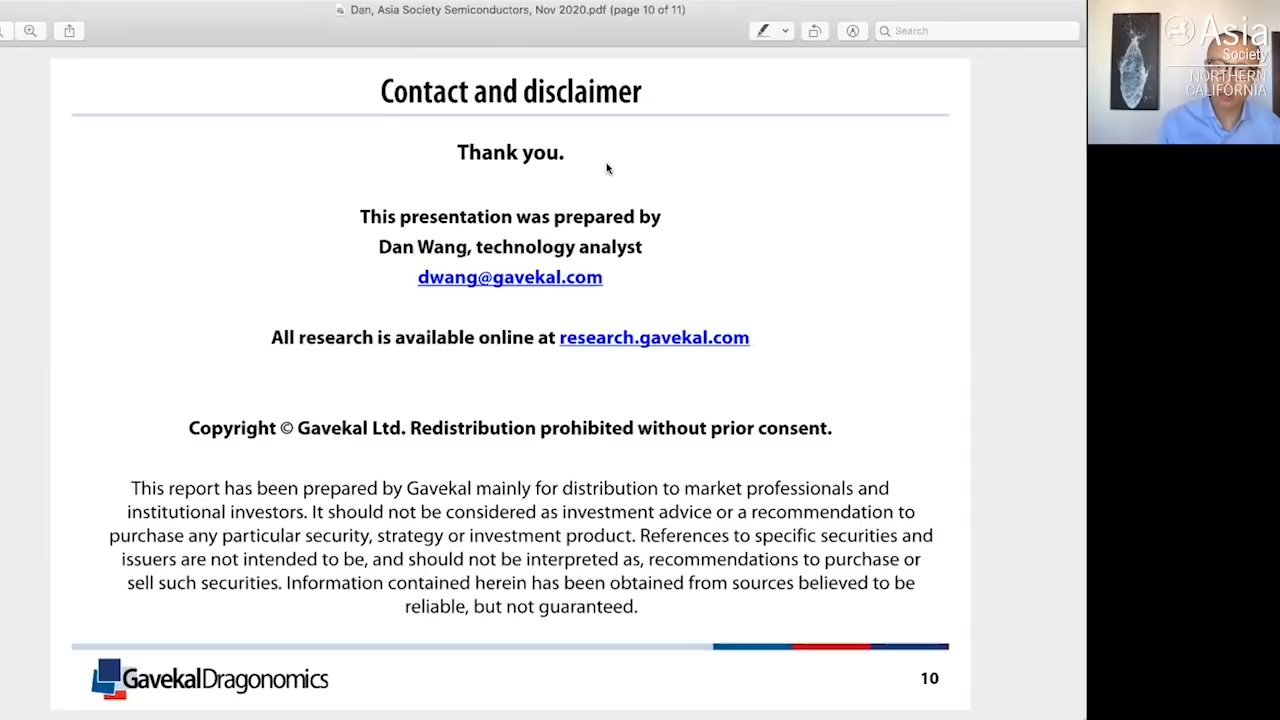 Dan, Asia Society Semiconductors, Nov 2020.pdf (page 10 of 11)
Search
Asia
Society
NORTHERN
CALIFORNIA
Contact and disclaimer
Thank you.
This presentation was prepared by
Dan Wang, technology analyst
dwang@gavekal.com
All research is available online at research.gavekal.com
Copyright © Gavekal Ltd. Redistribution prohibited without prior consent.
This report has been prepared by Gavekal mainly for distribution to market professionals and
institutional investors. It should not be considered as investment advice or a recommendation to
purchase any particular security, strategy or investment product. References to specific securities and
issuers are not intended to be, and should not be interpreted as, recommendations to purchase or
sell such securities. Information contained herein has been obtained from sources believed to be
reliable, but not guaranteed.
GavekalDragonomics
10